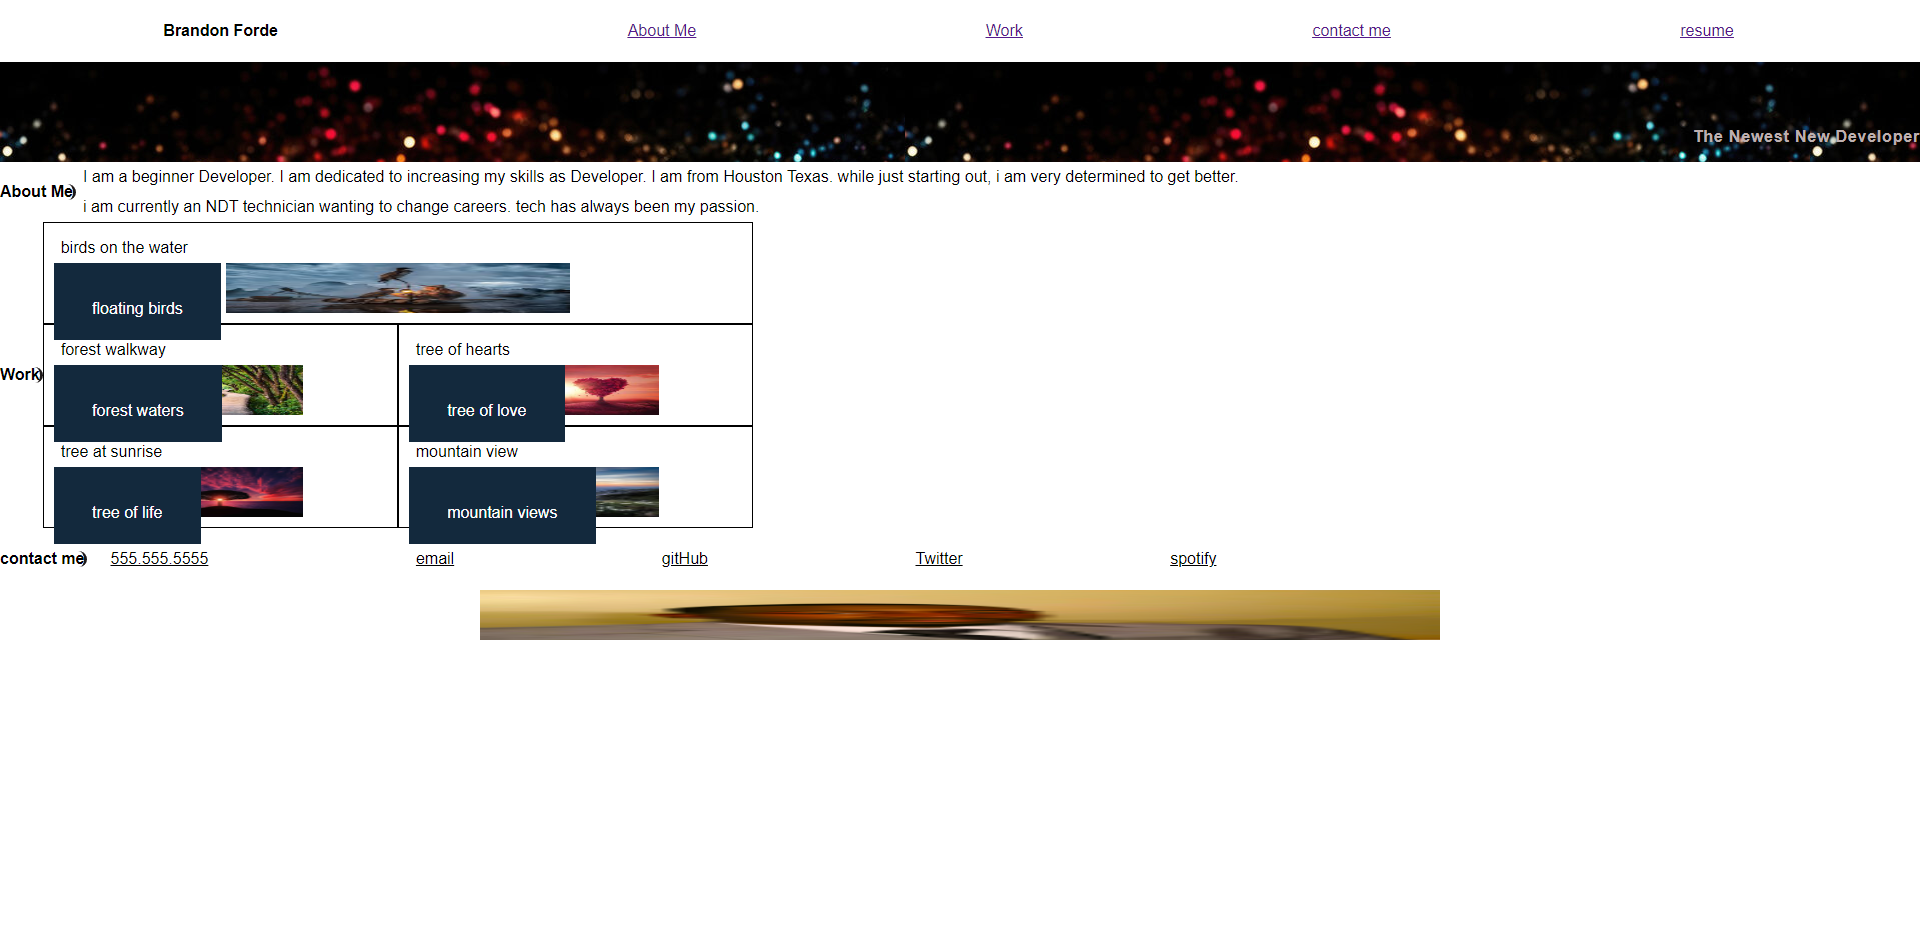 Brandon Forde About Me Work contact me resume
The Newest New Developer
About Me)
I am a beginner Developer. I am dedicated to increasing my skills as Developer. I am from Houston Texas. while just starting out, i am very determined to get better.
i am currently an NDT technician wanting to change careers. tech has always been my passion.
Work)
birds on the water
floating birds
forest walkway
forest waters
tree of hearts
tree of love
tree at sunrise
tree of life
mountain view
mountain views
contact me) 555.555.5555 email gitHub Twitter spotify